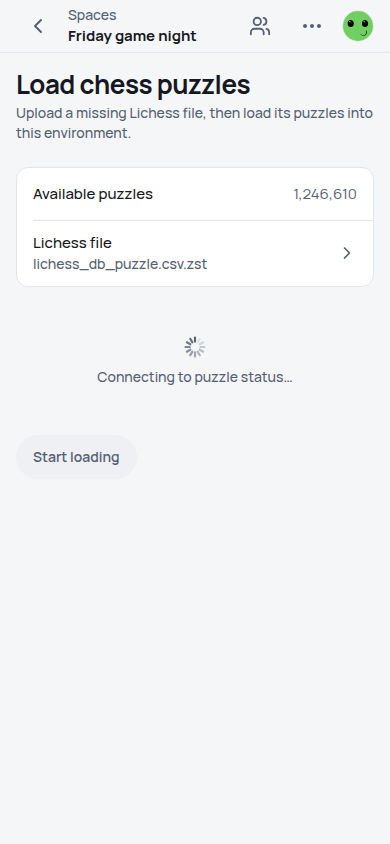 Spaces
Friday game night
Load chess puzzles
Upload a missing Lichess file, then load its puzzles into
this environment.
Available puzzles 1,246,610
Lichess file
lichess_db_puzzle.csv.zst
Connecting to puzzle status…
Start loading